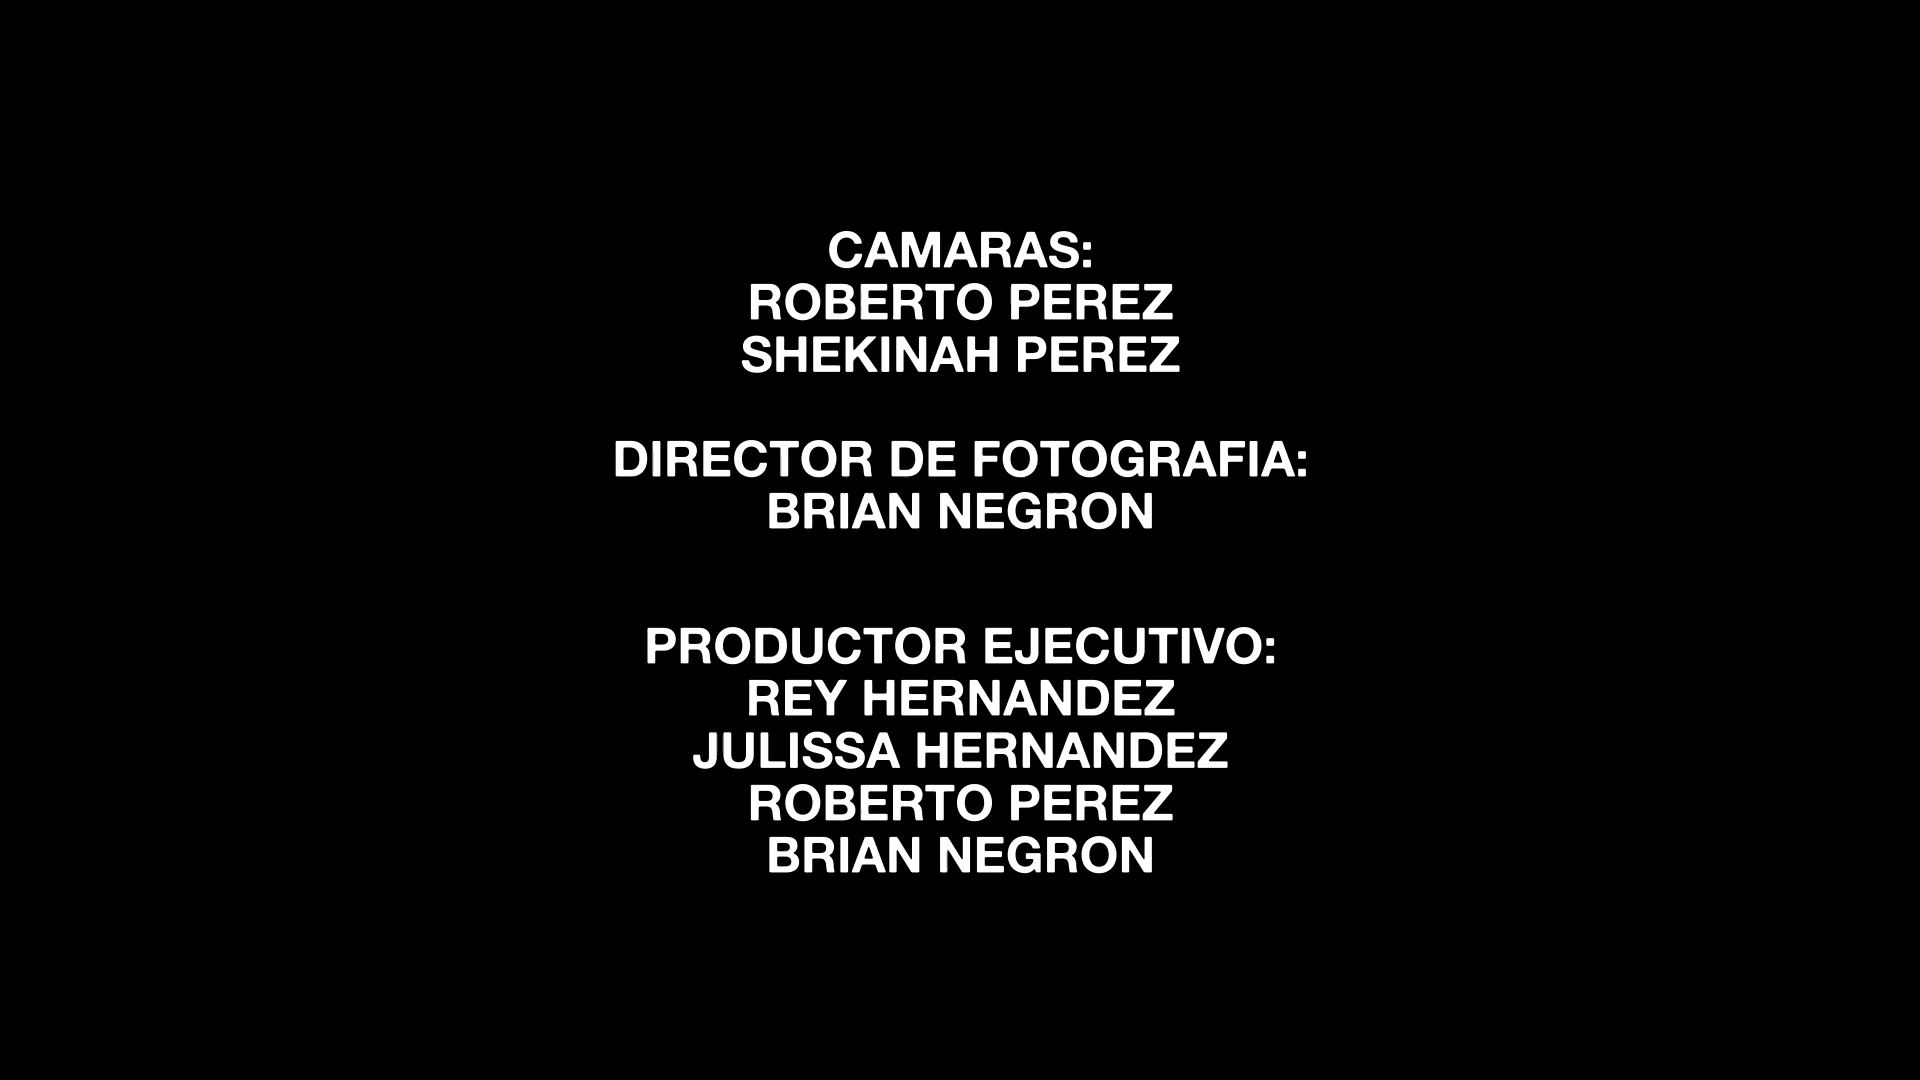 CAMARAS:
ROBERTO PEREZ
SHEKINAH PEREZ
DIRECTOR DE FOTOGRAFIA:
BRIAN NEGRON
PRODUCTOR EJECUTIVO:
REY HERNANDEZ
JULISSA HERNANDEZ
ROBERTO PEREZ
BRIAN NEGRON